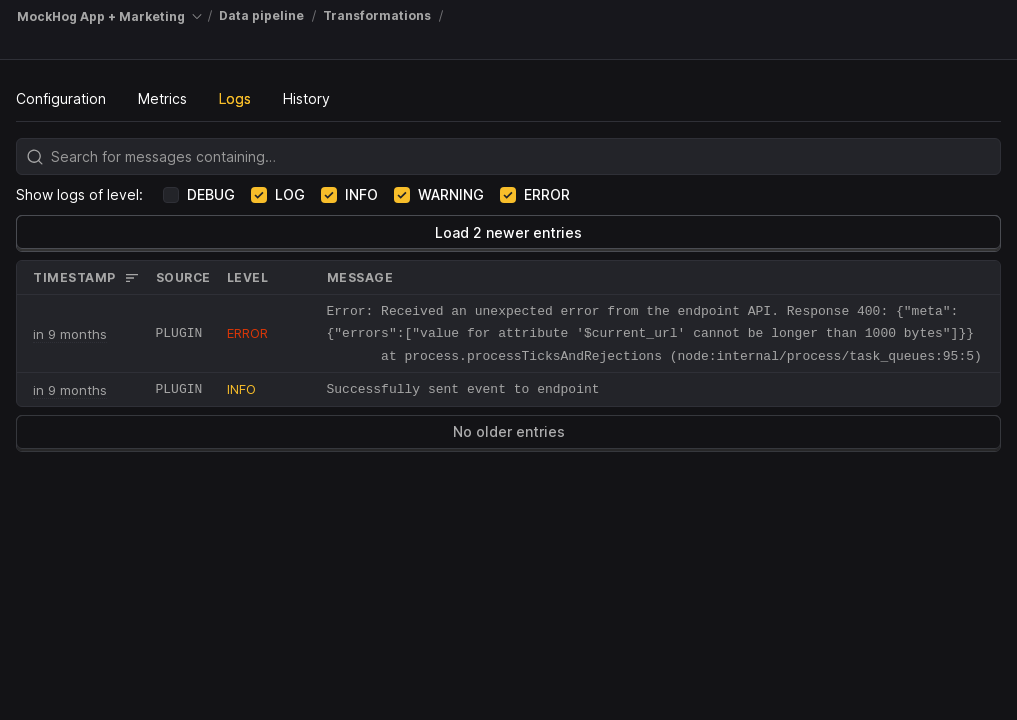 MockHog App + Marketing / Data pipeline / Transformations /
Configuration Metrics Logs History
Search for messages containing…
Show logs of level: DEBUG LOG INFO WARNING ERROR
Load 2 newer entries
TIMESTAMP SOURCE LEVEL MESSAGE
Error: Received an unexpected error from the endpoint API. Response 400: {"meta":
in 9 months PLUGIN ERROR {"errors":["value for attribute '$current_url' cannot be longer than 1000 bytes"]}}
at process.processTicksAndRejections (node:internal/process/task_queues:95:5)
in 9 months PLUGIN INFO Successfully sent event to endpoint
No older entries